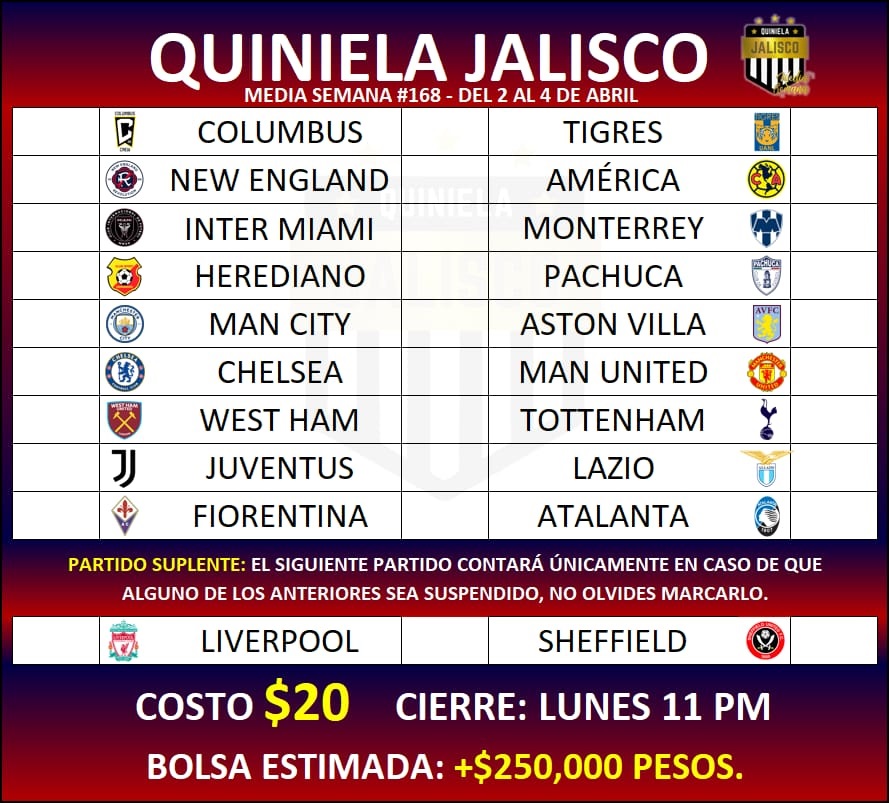 QUINIELA JALISCO
QUINIELA
JALISCO
MEDIA SEMANA #168 - DEL 2 AL 4 DE ABRIL
COLUMBUS TIGRES
NEW ENGLAND AMÉRICA
INTER MIAMI MONTERREY
HEREDIANO PACHUCA
MAN CITY ASTON VILLA
CHELSEA MAN UNITED
WEST HAM TOTTENHAM
JUVENTUS LAZIO
FIORENTINA ATALANTA
PARTIDO SUPLENTE: EL SIGUIENTE PARTIDO CONTARÁ ÚNICAMENTE EN CASO DE QUE
ALGUNO DE LOS ANTERIORES SEA SUSPENDIDO, NO OLVIDES MARCARLO.
LIVERPOOL SHEFFIELD
COSTO $20 CIERRE: LUNES 11 PM
BOLSA ESTIMADA: +$250,000 PESOS.